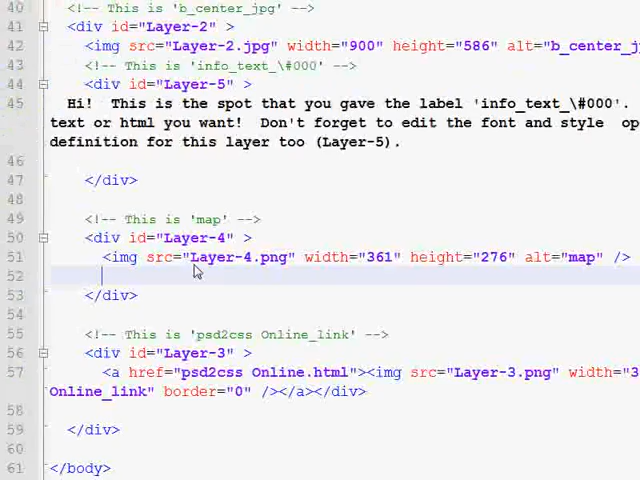 40 <!-- This is 'b_center_jpg' -->
41 <div id="Layer-2" >
42 <img src="Layer-2.jpg" width="900" height="586" alt="b_center_j
43 <!-- This is 'info_text_\#000' -->
44 <div id="Layer-5" >
45 Hi!  This is the spot that you gave the label 'info_text_\#000'.
text or html you want!  Don't forget to edit the font and style  op
definition for this layer too (Layer-5).
46
47 </div>
48
49 <!-- This is 'map' -->
50 <div id="Layer-4" >
51 <img src="Layer-4.png" width="361" height="276" alt="map" />
52
53 </div>
54
55 <!-- This is 'psd2css Online_link' -->
56 <div id="Layer-3" >
57 <a href="psd2css Online.html"><img src="Layer-3.png" width="3
Online_link" border="0" /></a></div>
58
59 </div>
60
61 </body>